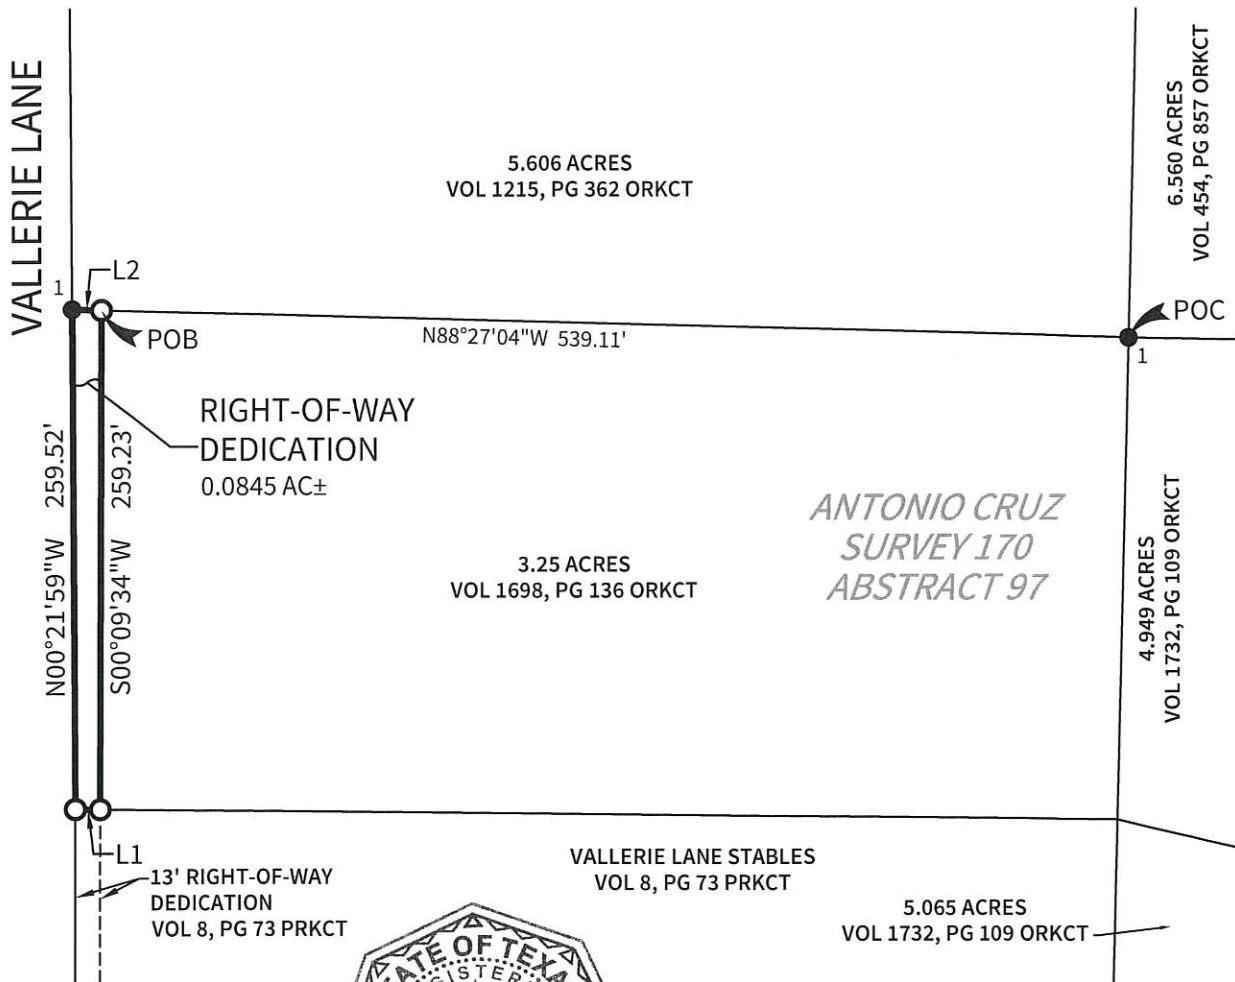 VALLERIE LANE
5.606 ACRES
VOL 1215, PG 362 ORKCT
6.560 ACRES
VOL 454, PG 857 ORKCT
1
L2
POB
N88°27'04"W 539.11'
POC
1
RIGHT-OF-WAY
DEDICATION
0.0845 AC±
N00°21'59"W 259.52'
S00°09'34"W 259.23'
ANTONIO CRUZ
SURVEY 170
ABSTRACT 97
3.25 ACRES
VOL 1698, PG 136 ORKCT
4.949 ACRES
VOL 1732, PG 109 ORKCT
L1
13' RIGHT-OF-WAY
DEDICATION
VOL 8, PG 73 PRKCT
VALLERIE LANE STABLES
VOL 8, PG 73 PRKCT
5.065 ACRES
VOL 1732, PG 109 ORKCT
OF